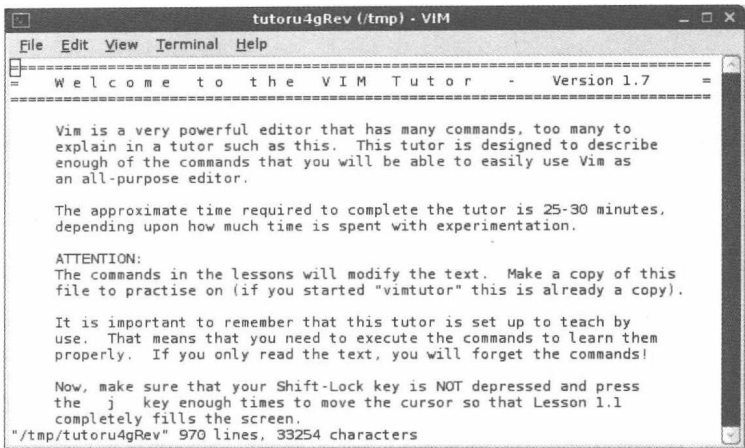 tutoru4gRev (/tmp) - VIM
File Edit View Terminal Help
===============================================================================
=    W e l c o m e   t o   t h e   V I M   T u t o r    -    Version 1.7      =
===============================================================================
Vim is a very powerful editor that has many commands, too many to
explain in a tutor such as this.  This tutor is designed to describe
enough of the commands that you will be able to easily use Vim as
an all-purpose editor.
The approximate time required to complete the tutor is 25-30 minutes,
depending upon how much time is spent with experimentation.
ATTENTION:
The commands in the lessons will modify the text.  Make a copy of this
file to practise on (if you started "vimtutor" this is already a copy).
It is important to remember that this tutor is set up to teach by
use.  That means that you need to execute the commands to learn them
properly.  If you only read the text, you will forget the commands!
Now, make sure that your Shift-Lock key is NOT depressed and press
the   j   key enough times to move the cursor so that Lesson 1.1
completely fills the screen.
"/tmp/tutoru4gRev" 970 lines, 33254 characters